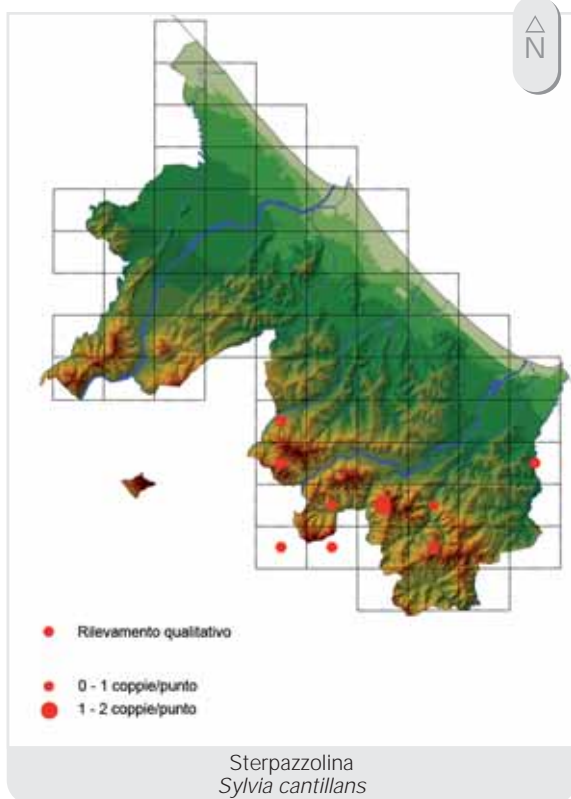 N
Rilevamento qualitativo
0 - 1 coppie/punto
1 - 2 coppie/punto
Sterpazzolina
Sylvia cantillans